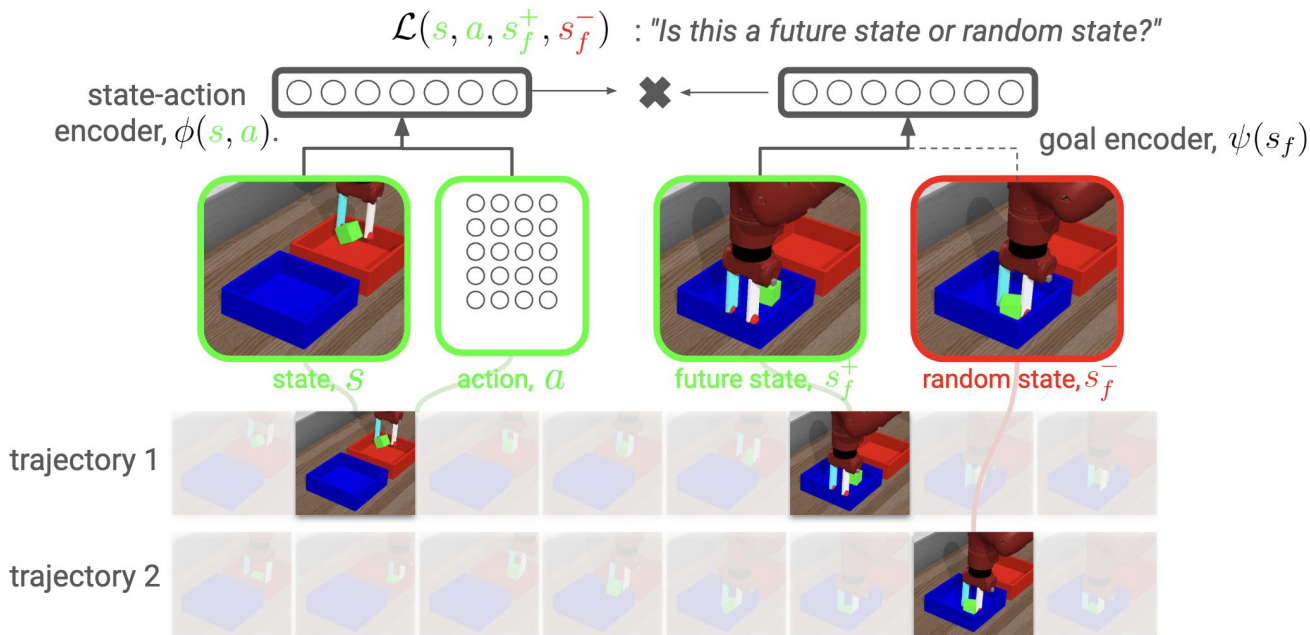 𝓛(s, a, s_f^+, s_f^-) : "Is this a future state or random state?"
state-action
encoder, ϕ(s, a).
goal encoder, ψ(s_f)
state, s
action, a
future state, s_f^+
random state, s_f^-
trajectory 1
trajectory 2